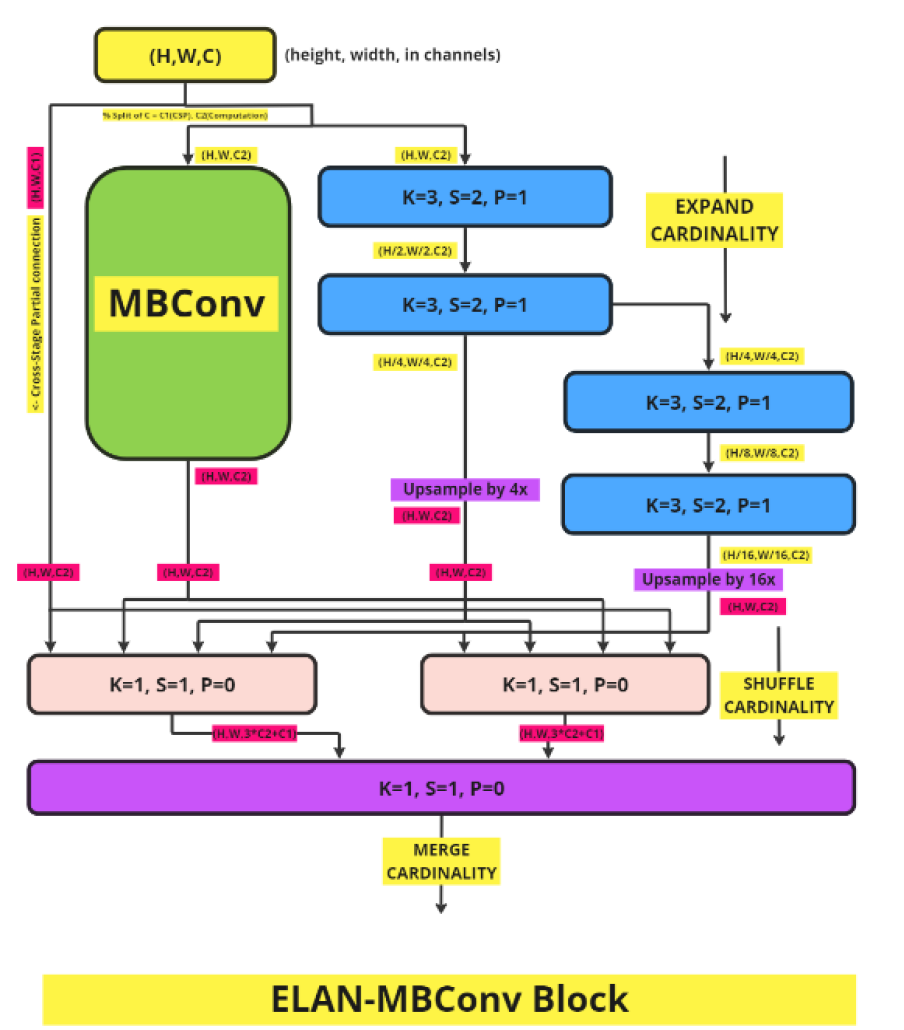 (H,W,C)
(height, width, in channels)
% Split of C = C1(CSP), C2(Computation)
(H,W,C1)
<- Cross-Stage Partial connection
(H,W,C2)
(H,W,C2)
K=3, S=2, P=1
EXPAND
CARDINALITY
(H/2,W/2,C2)
MBConv
K=3, S=2, P=1
(H/4,W/4,C2)
(H/4,W/4,C2)
K=3, S=2, P=1
(H/8,W/8,C2)
(H,W,C2)
Upsample by 4x
(H,W,C2)
K=3, S=2, P=1
(H/16,W/16,C2)
(H,W,C2)
(H,W,C2)
(H,W,C2)
Upsample by 16x
(H,W,C2)
K=1, S=1, P=0
K=1, S=1, P=0
SHUFFLE
CARDINALITY
(H,W,3*C2+C1)
(H,W,3*C2+C1)
K=1, S=1, P=0
MERGE
CARDINALITY
ELAN-MBConv Block